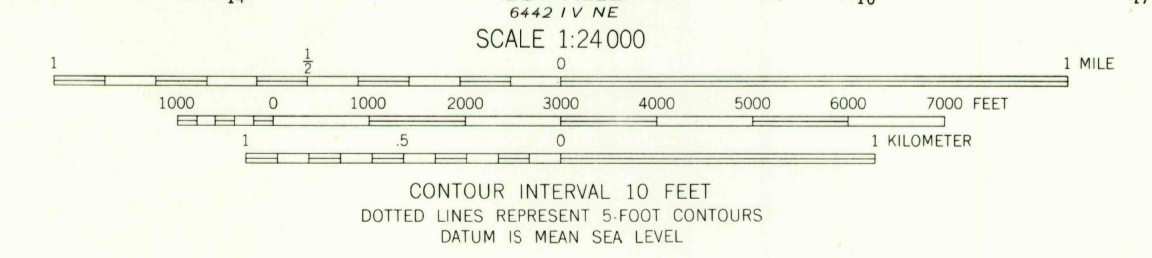 6442 IV NE
SCALE 1:24000
1 1/2 0 1 MILE
1000 0 1000 2000 3000 4000 5000 6000 7000 FEET
1 .5 0 1 KILOMETER
CONTOUR INTERVAL 10 FEET
DOTTED LINES REPRESENT 5-FOOT CONTOURS
DATUM IS MEAN SEA LEVEL